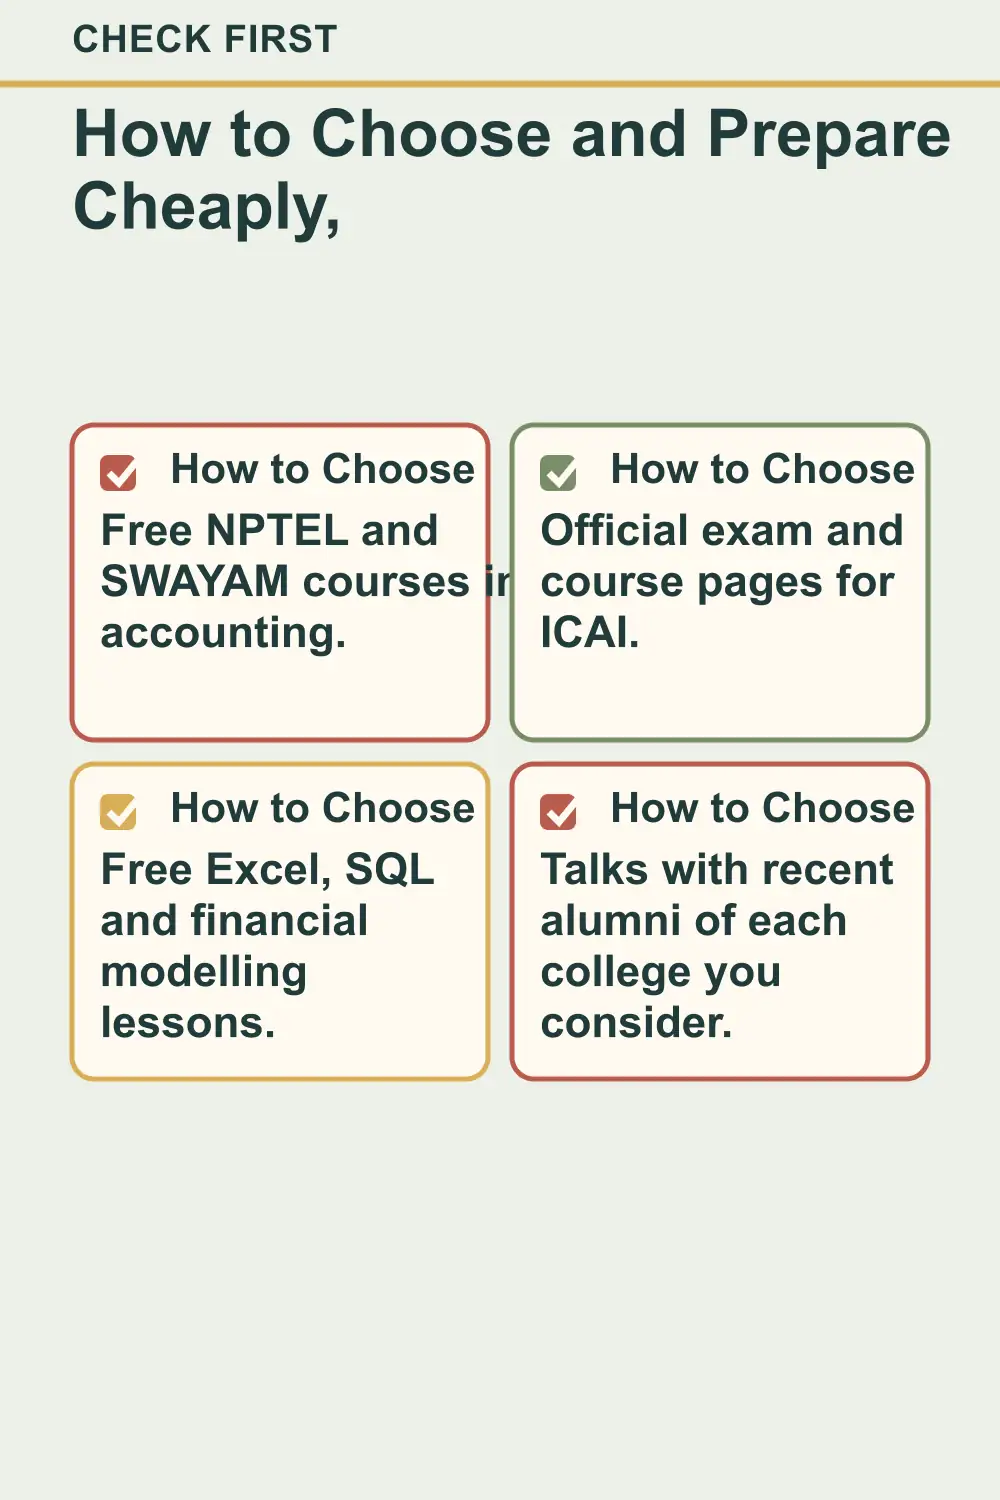 CHECK FIRST
How to Choose and Prepare
Cheaply,
How to Choose
Free NPTEL and
SWAYAM courses in
accounting.
How to Choose
Official exam and
course pages for
ICAI.
How to Choose
Free Excel, SQL
and financial
modelling
lessons.
How to Choose
Talks with recent
alumni of each
college you
consider.